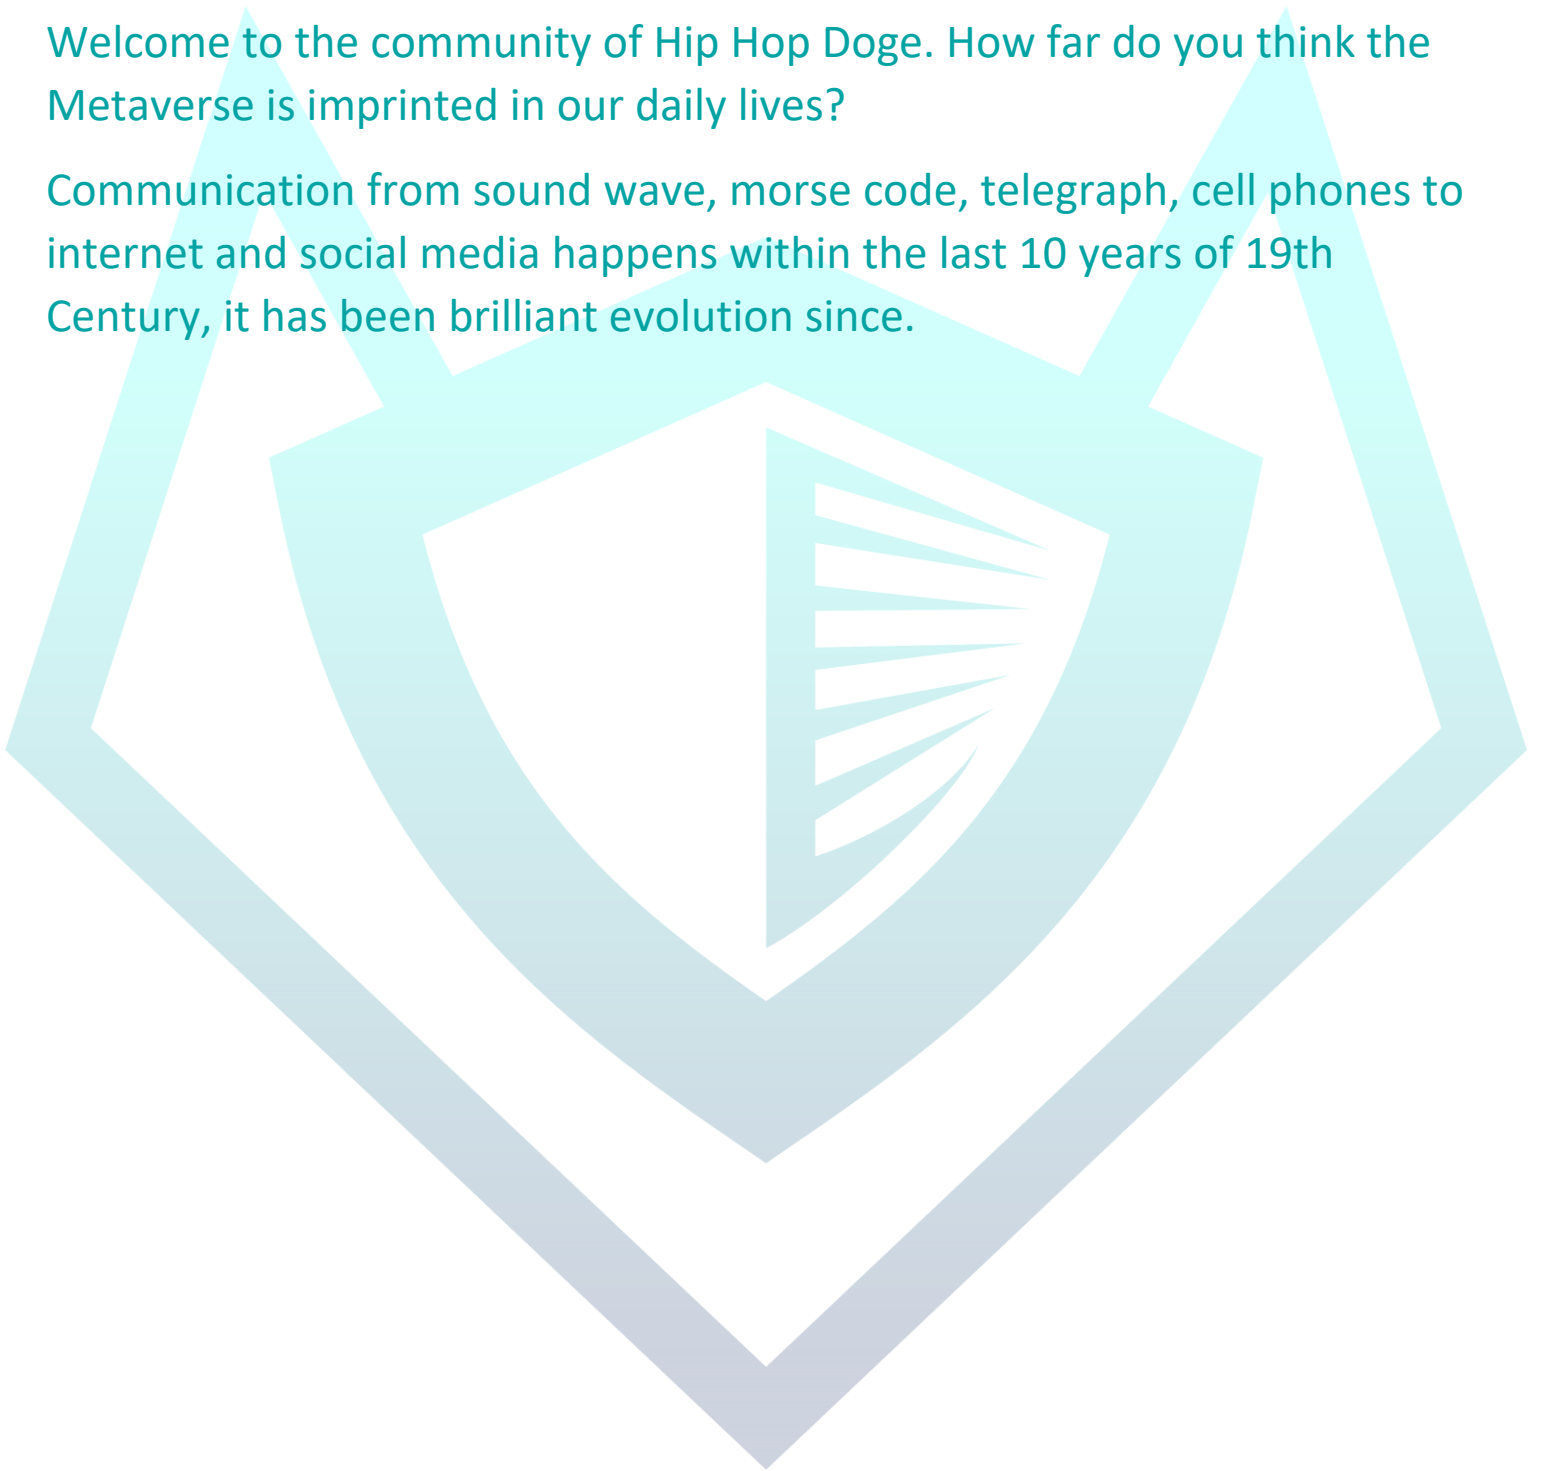 Welcome to the community of Hip Hop Doge. How far do you think the
Metaverse is imprinted in our daily lives?
Communication from sound wave, morse code, telegraph, cell phones to
internet and social media happens within the last 10 years of 19th
Century, it has been brilliant evolution since.